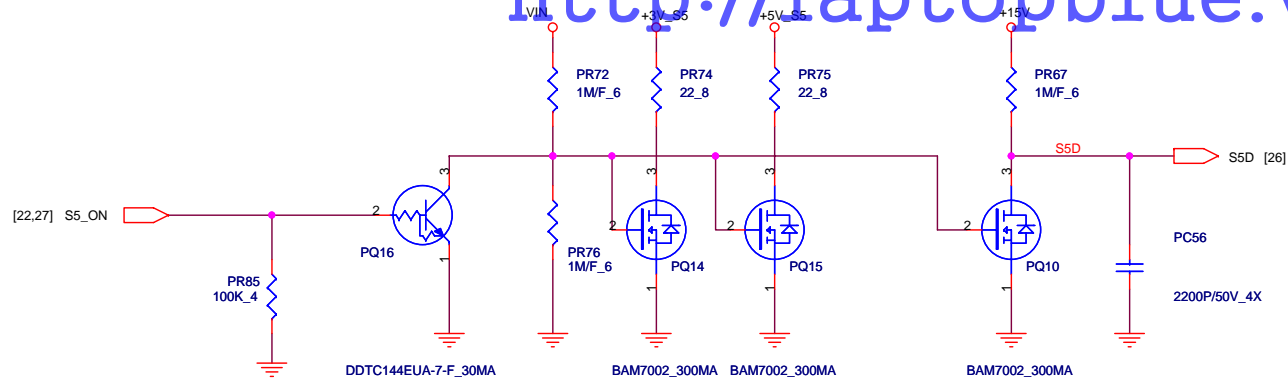 http://laptopblue.v
VIN
+3V_S5
+5V_S5
+15V
PR72
1M/F_6
PR74
22_8
PR75
22_8
PR67
1M/F_6
S5D
S5D [26]
3
3
3
3
[22,27] S5_ON
2
2
2
2
PQ16
PR76
1M/F_6
PQ14
PQ15
PQ10
PC56
1
1
1
1
PR85
100K_4
2200P/50V_4X
DDTC144EUA-7-F_30MA
BAM7002_300MA
BAM7002_300MA
BAM7002_300MA